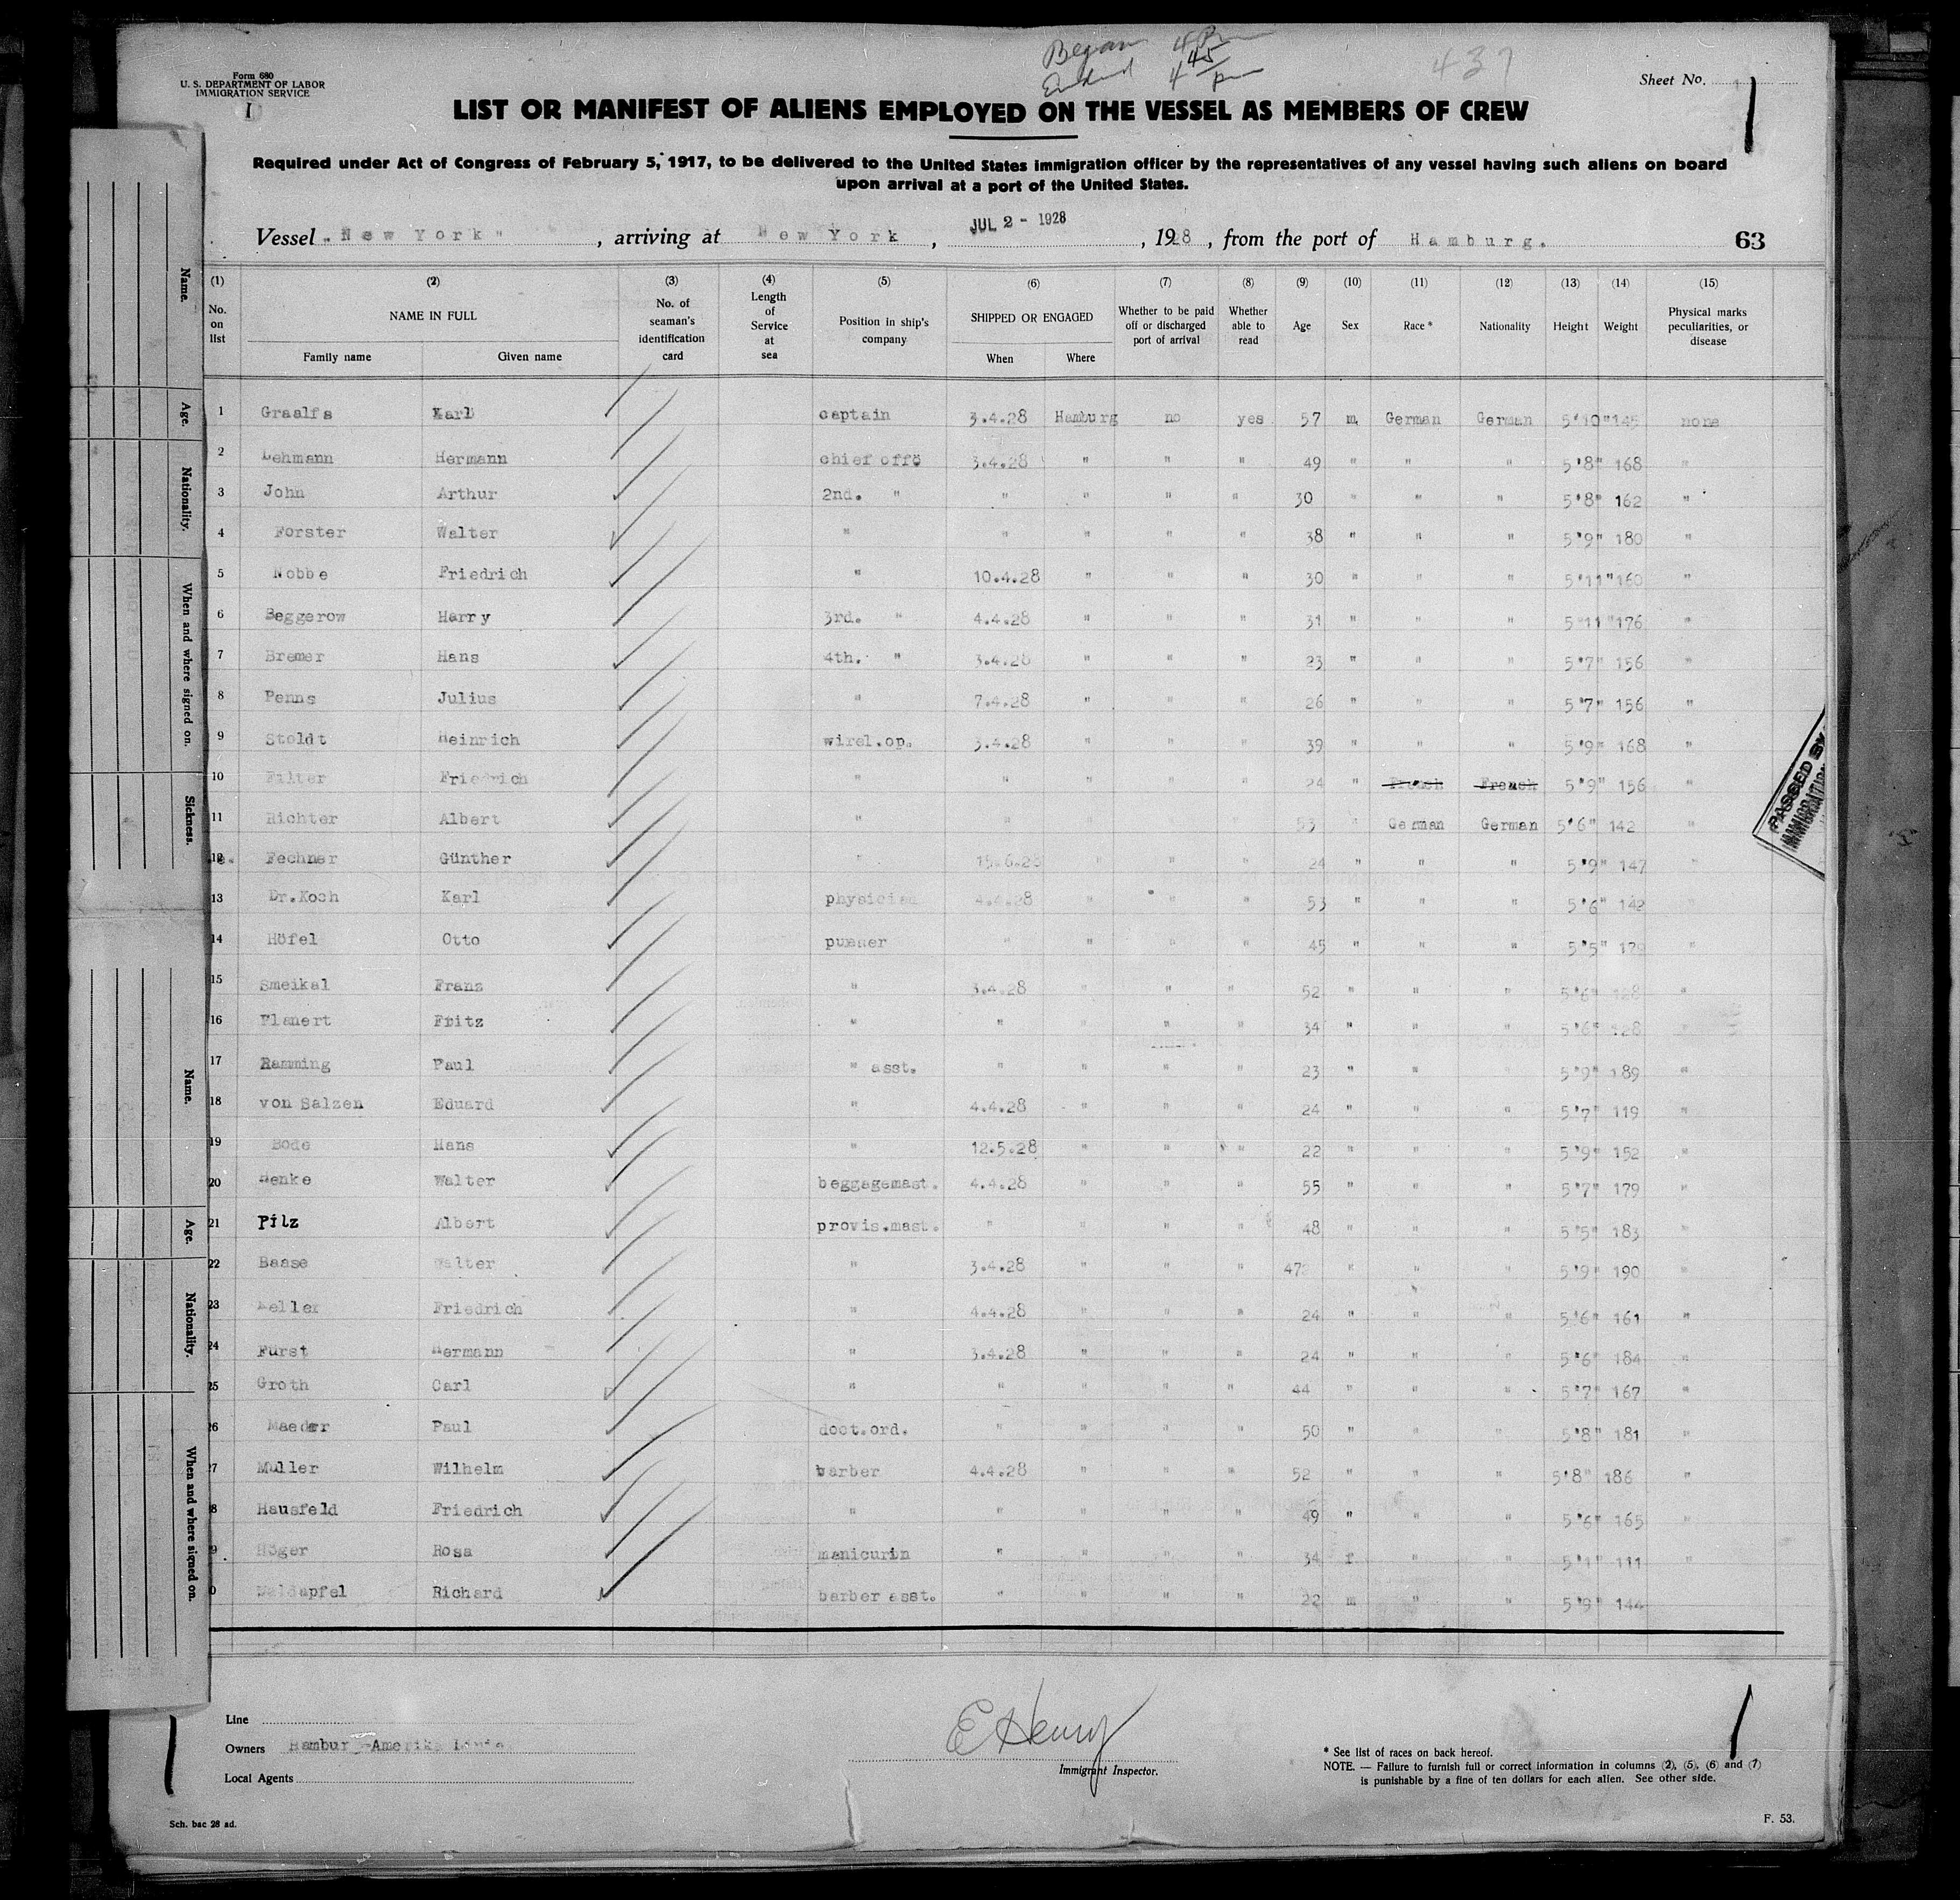 Began 4 Pm
Ended 4 45 pm
437
Form 680
U. S. DEPARTMENT OF LABOR
IMMIGRATION SERVICE
Sheet No. 1
LIST OR MANIFEST OF ALIENS EMPLOYED ON THE VESSEL AS MEMBERS OF CREW
Required under Act of Congress of February 5, 1917, to be delivered to the United States immigration officer by the representatives of any vessel having such aliens on board
upon arrival at a port of the United States.
Vessel "New York" , arriving at New York , JUL 2 - 1928 , 1928 , from the port of Hamburg. 63
(1) (2) (3) (4) (5) (6) (7) (8) (9) (10) (11) (12) (13) (14) (15)
No. on list NAME IN FULL Family name Given name No. of seaman's identification card Length of Service at sea Position in ship's company SHIPPED OR ENGAGED When Where Whether to be paid off or discharged port of arrival Whether able to read Age Sex Race * Nationality Height Weight Physical marks peculiarities, or disease
1 Graalfs Karl captain 3.4.28 Hamburg no yes 57 m. German German 5'10" 145 none
2 Lehmann Hermann chief offc 3.4.28 " " " 49 " " " 5'8" 168 "
3 John Arthur 2nd. " " " " " 30 " " " 5'8" 162 "
4 Forster Walter " " " " " 38 " " " 5'9" 180 "
5 Nobbe Friedrich " 10.4.28 " " " 30 " " " 5'11" 160 "
6 Beggerow Harry 3rd. " 4.4.28 " " " 31 " " " 5'11" 176 "
7 Bremer Hans 4th. " 3.4.28 " " " 23 " " " 5'7" 156 "
8 Penns Julius " 7.4.28 " " " 26 " " " 5'7" 156 "
9 Stoldt Heinrich wirel.op. 3.4.28 " " " 39 " " " 5'9" 168 "
10 Falter Friedrich " " " " " 24 " French French 5'9" 156 "
11 Richter Albert " " " " " 53 " German German 5'6" 142 "
12 Fechner Günther " 15.6.28 " " " 24 " " " 5'9" 147 "
13 Dr.Koch Karl physician 4.4.28 " " " 53 " " " 5'6" 142 "
14 Höfel Otto purser " " " " 45 " " " 5'5" 179 "
15 Smeikal Frans " 3.4.28 " " " 52 " " " 5'6" 128 "
16 Planert Fritz " " " " " 34 " " " 5'6" 128 "
17 Ramming Paul " asst. " " " " 23 " " " 5'9" 189 "
18 von Salzen Eduard " 4.4.28 " " " 24 " " " 5'7" 119 "
19 Bode Hans " 12.5.28 " " " 22 " " " 5'9" 152 "
20 Henke Walter beggagemast. 4.4.28 " " " 55 " " " 5'7" 179 "
21 Pilz Albert provis.mast. " " " " 48 " " " 5'5" 183 "
22 Baase Walter " 3.4.28 " " " 47 " " " 5'9" 190 "
23 Friedrich " 4.4.28 " " " 24 " " " 5'6" 161 "
24 Furst Hermann " 3.4.28 " " " 24 " " " 5'6" 184 "
25 Groth Carl " " " " " 44 " " " 5'7" 167 "
26 Maeder Paul doct.ord. " " " " 50 " " " 5'8" 181 "
27 Müller Wilhelm barber 4.4.28 " " " 52 " " " 5'8" 186 "
8 Hausfeld Friedrich " " " " " 49 " " " 5'6" 165 "
9 Höger Rosa manicurin " " " " 34 f " " 5'1" 111 "
0 Richard barber asst. " " " " 22 m " " 5'9" 144
PASSED BY
IMMIGRATION
Name.
Age.
Nationality.
When and where signed on.
Sickness.
Name.
Age.
Nationality.
When and where signed on.
Line
Owners Hamburg-Amerika Linie.
Local Agents
E Henry
Immigrant Inspector.
* See list of races on back hereof.
NOTE. — Failure to furnish full or correct information in columns (2), (5), (6) and (7)
is punishable by a fine of ten dollars for each alien. See other side.
Sch. bac 28 ad.
F. 53.